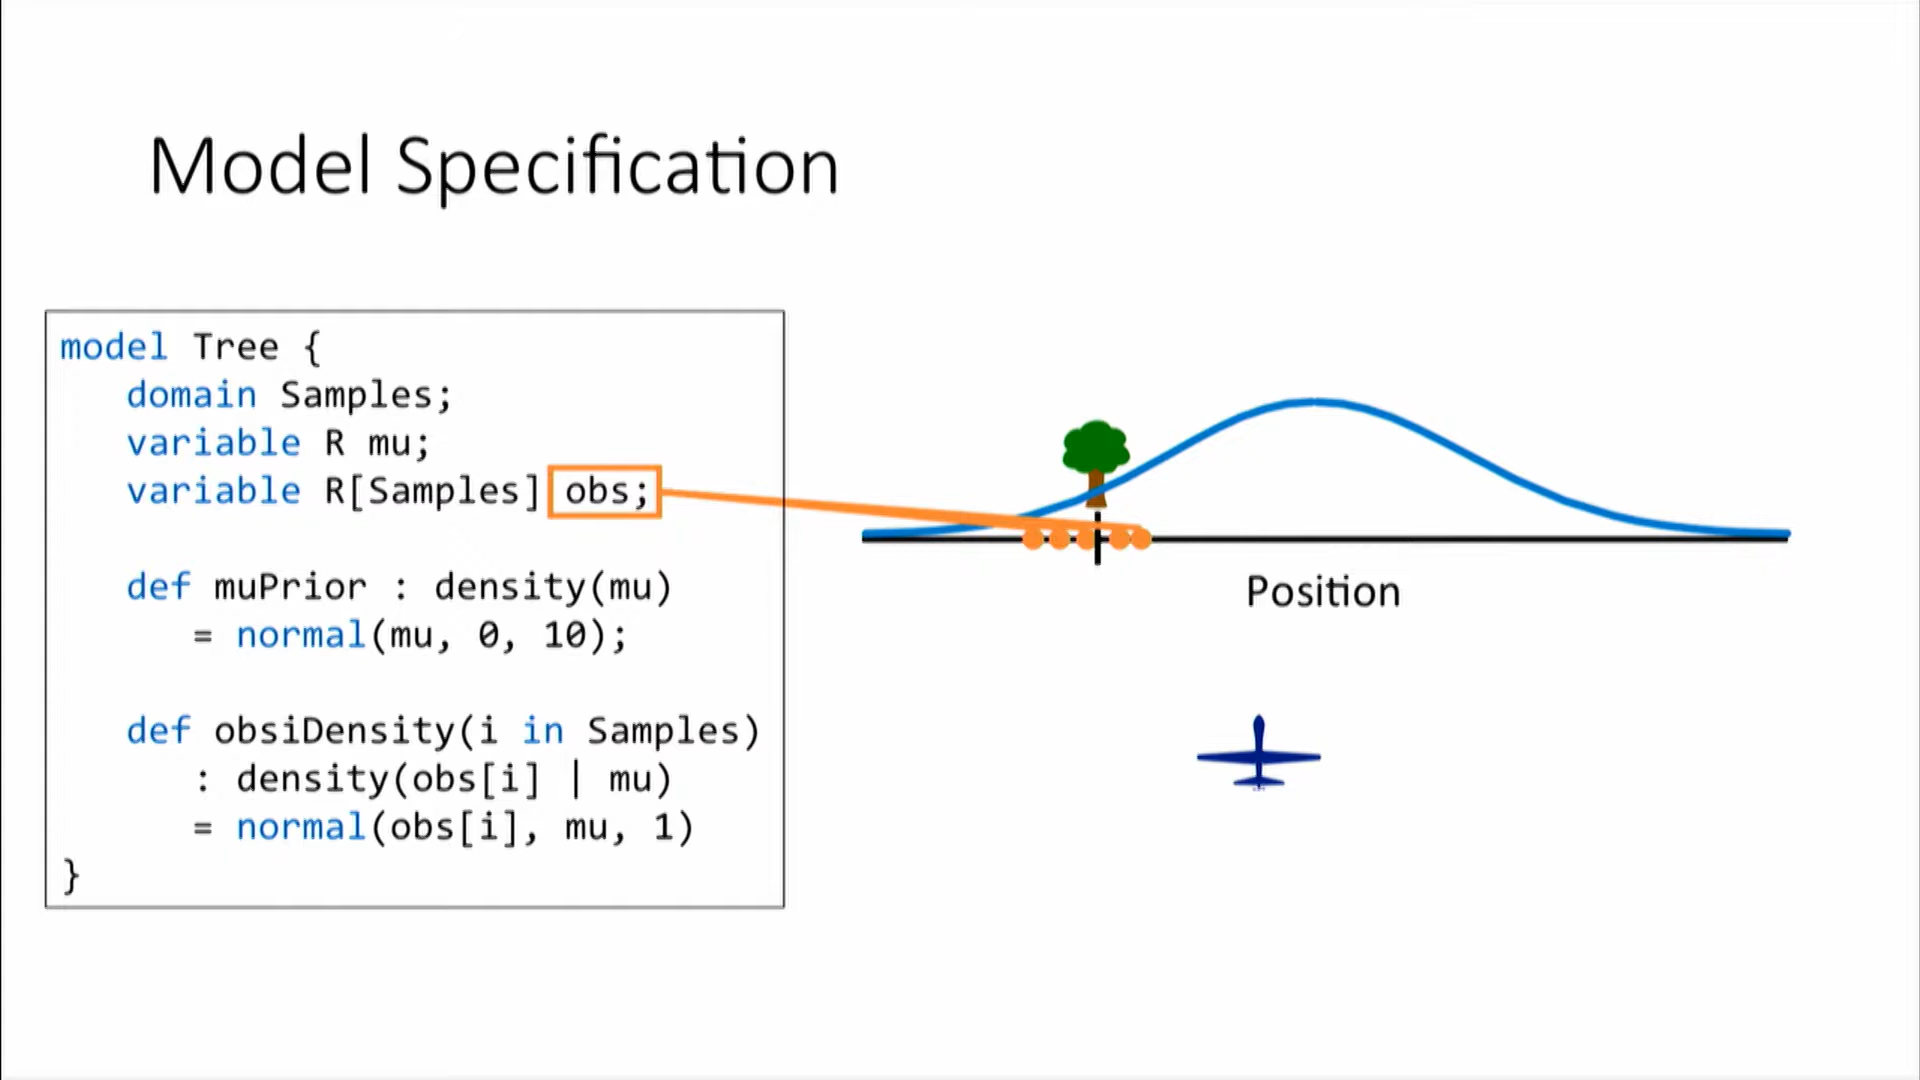 Model Specification
model Tree {
domain Samples;
variable R mu;
variable R[Samples] obs;
def muPrior : density(mu)
= normal(mu, 0, 10);
def obsiDensity(i in Samples)
: density(obs[i] | mu)
= normal(obs[i], mu, 1)
}
Position